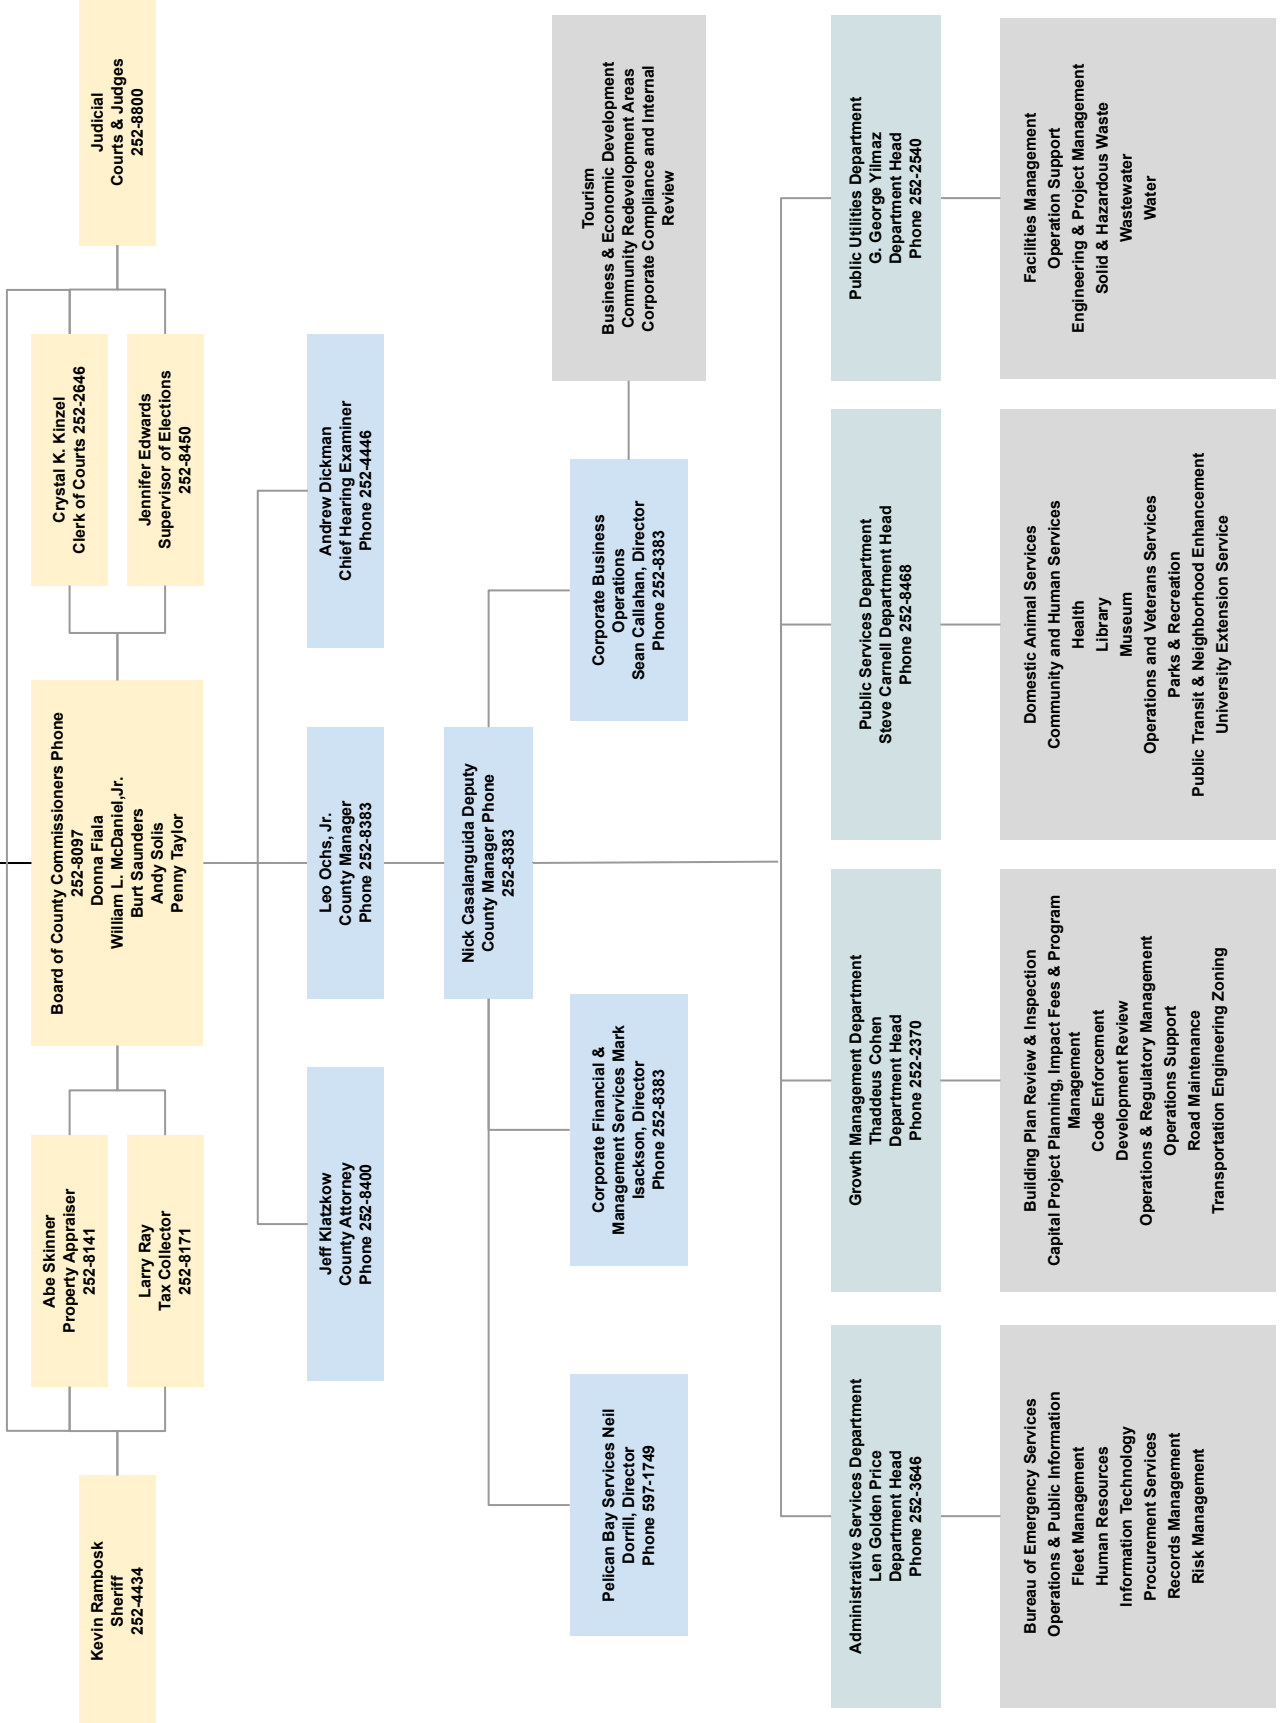 Kevin Rambosk
Sheriff
252-4434
Abe Skinner
Property Appraiser
252-8141
Larry Ray
Tax Collector
252-8171
Board of County Commissioners Phone
252-8097
Donna Fiala
William L. McDaniel,Jr.
Burt Saunders
Andy Solis
Penny Taylor
Crystal K. Kinzel
Clerk of Courts 252-2646
Jennifer Edwards
Supervisor of Elections
252-8450
Judicial
Courts & Judges
252-8800
Jeff Klatzkow
County Attorney
Phone 252-8400
Leo Ochs, Jr.
County Manager
Phone 252-8383
Andrew Dickman
Chief Hearing Examiner
Phone 252-4446
Nick Casalanguida Deputy
County Manager Phone
252-8383
Pelican Bay Services Neil
Dorrill, Director
Phone 597-1749
Corporate Financial &
Management Services Mark
Isackson, Director
Phone 252-8383
Corporate Business
Operations
Sean Callahan, Director
Phone 252-8383
Tourism
Business & Economic Development
Community Redevelopment Areas
Corporate Compliance and Internal
Review
Administrative Services Department
Len Golden Price
Department Head
Phone 252-3646
Growth Management Department
Thaddeus Cohen
Department Head
Phone 252-2370
Public Services Department
Steve Carnell Department Head
Phone 252-8468
Public Utilities Department
G. George Yilmaz
Department Head
Phone 252-2540
Bureau of Emergency Services
Operations & Public Information
Fleet Management
Human Resources
Information Technology
Procurement Services
Records Management
Risk Management
Building Plan Review & Inspection
Capital Project Planning, Impact Fees & Program
Management
Code Enforcement
Development Review
Operations & Regulatory Management
Operations Support
Road Maintenance
Transportation Engineering Zoning
Domestic Animal Services
Community and Human Services
Health
Library
Museum
Operations and Veterans Services
Parks & Recreation
Public Transit & Neighborhood Enhancement
University Extension Service
Facilities Management
Operation Support
Engineering & Project Management
Solid & Hazardous Waste
Wastewater
Water